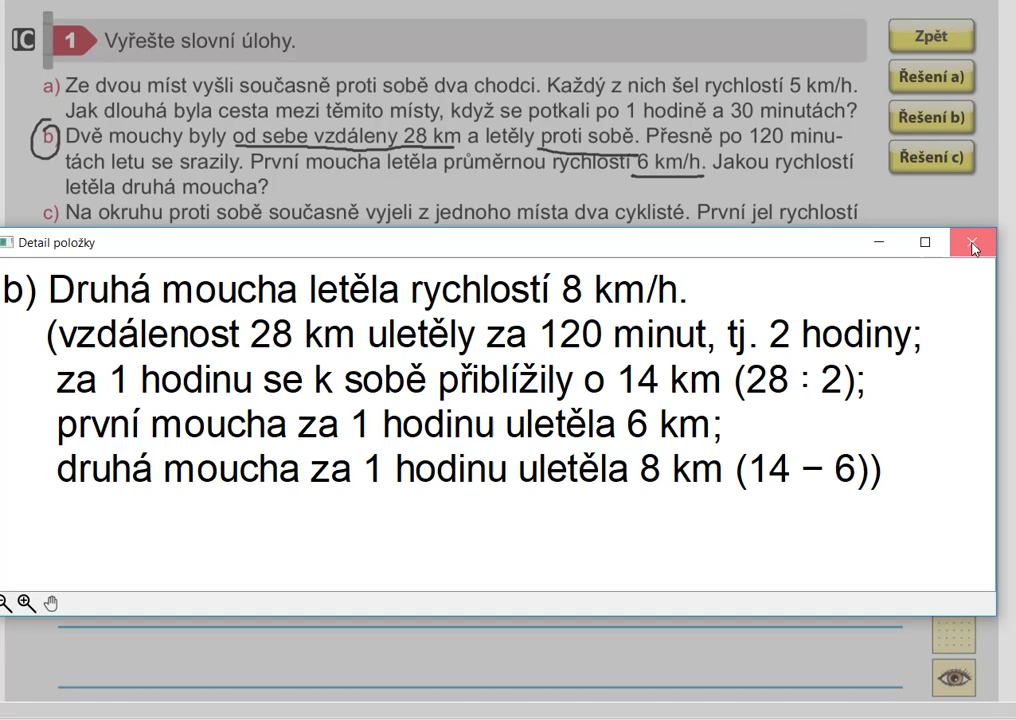 IC
1 Vyřešte slovní úlohy.
Zpět
Řešení a)
Řešení b)
Řešení c)
a) Ze dvou míst vyšli současně proti sobě dva chodci. Každý z nich šel rychlostí 5 km/h.
Jak dlouhá byla cesta mezi těmito místy, když se potkali po 1 hodině a 30 minutách?
b) Dvě mouchy byly od sebe vzdáleny 28 km a letěly proti sobě. Přesně po 120 minu-
tách letu se srazily. První moucha letěla průměrnou rychlostí 6 km/h. Jakou rychlostí
letěla druhá moucha?
c) Na okruhu proti sobě současně vyjeli z jednoho místa dva cyklisté. První jel rychlostí
Detail položky
b) Druhá moucha letěla rychlostí 8 km/h.
(vzdálenost 28 km uletěly za 120 minut, tj. 2 hodiny;
za 1 hodinu se k sobě přiblížily o 14 km (28 : 2);
první moucha za 1 hodinu uletěla 6 km;
druhá moucha za 1 hodinu uletěla 8 km (14 − 6))